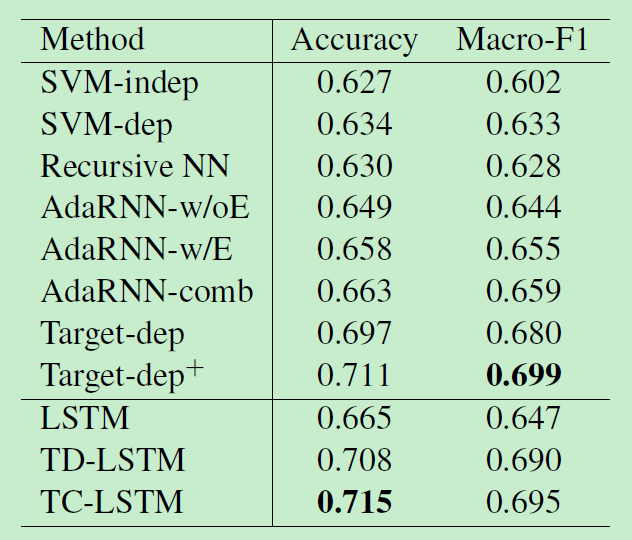 Method Accuracy Macro-F1
SVM-indep 0.627 0.602
SVM-dep 0.634 0.633
Recursive NN 0.630 0.628
AdaRNN-w/oE 0.649 0.644
AdaRNN-w/E 0.658 0.655
AdaRNN-comb 0.663 0.659
Target-dep 0.697 0.680
Target-dep⁺ 0.711 0.699
LSTM 0.665 0.647
TD-LSTM 0.708 0.690
TC-LSTM 0.715 0.695